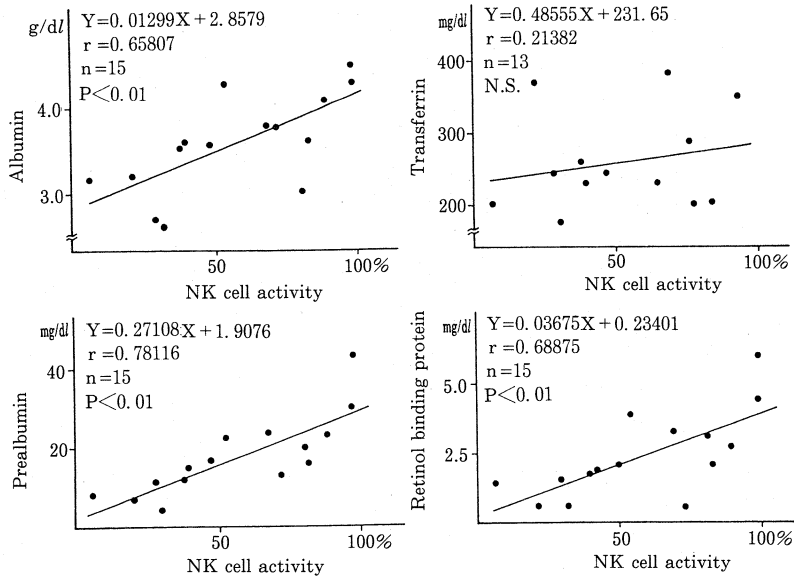 g/dl
Y=0.01299X+2.8579
r=0.65807
n=15
P<0.01
4.0
3.0
Albumin
50
100%
NK cell activity
mg/dl
Y=0.48555X+231.65
r=0.21382
n=13
N.S.
400
300
200
Transferrin
50
100%
NK cell activity
mg/dl
Y=0.27108X+1.9076
r=0.78116
n=15
P<0.01
40
20
Prealbumin
50
100%
NK cell activity
mg/dl
Y=0.03675X+0.23401
r=0.68875
n=15
P<0.01
5.0
2.5
Retinol binding protein
50
100%
NK cell activity